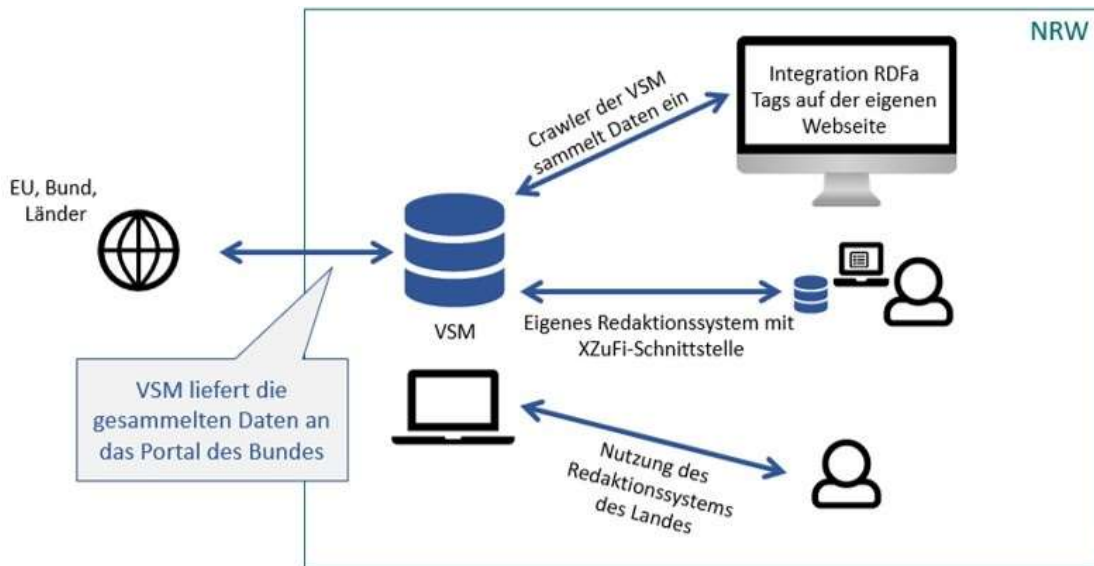 NRW
Integration RDFa
Tags auf der eigenen
Webseite
Crawler der VSM
sammelt Daten ein
EU, Bund,
Länder
VSM
Eigenes Redaktionssystem mit
XZuFi-Schnittstelle
VSM liefert die
gesammelten Daten an
das Portal des Bundes
Nutzung des
Redaktionssystems
des Landes